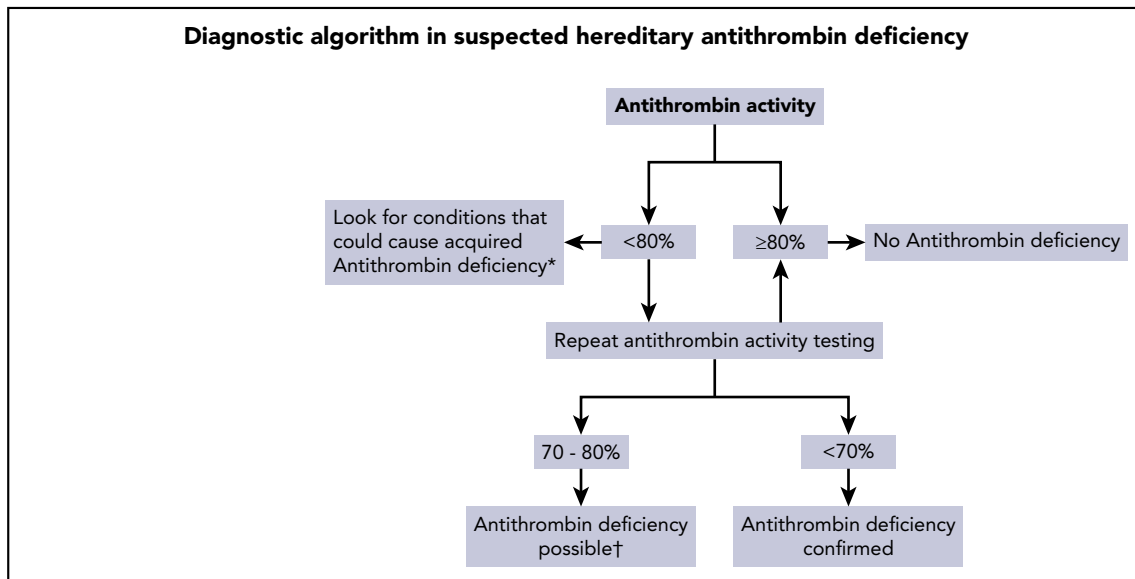 Diagnostic algorithm in suspected hereditary antithrombin deficiency
Antithrombin activity
Look for conditions that
could cause acquired
Antithrombin deficiency*
<80%
≥80%
No Antithrombin deficiency
Repeat antithrombin activity testing
70 - 80%
<70%
Antithrombin deficiency
possible†
Antithrombin deficiency
confirmed